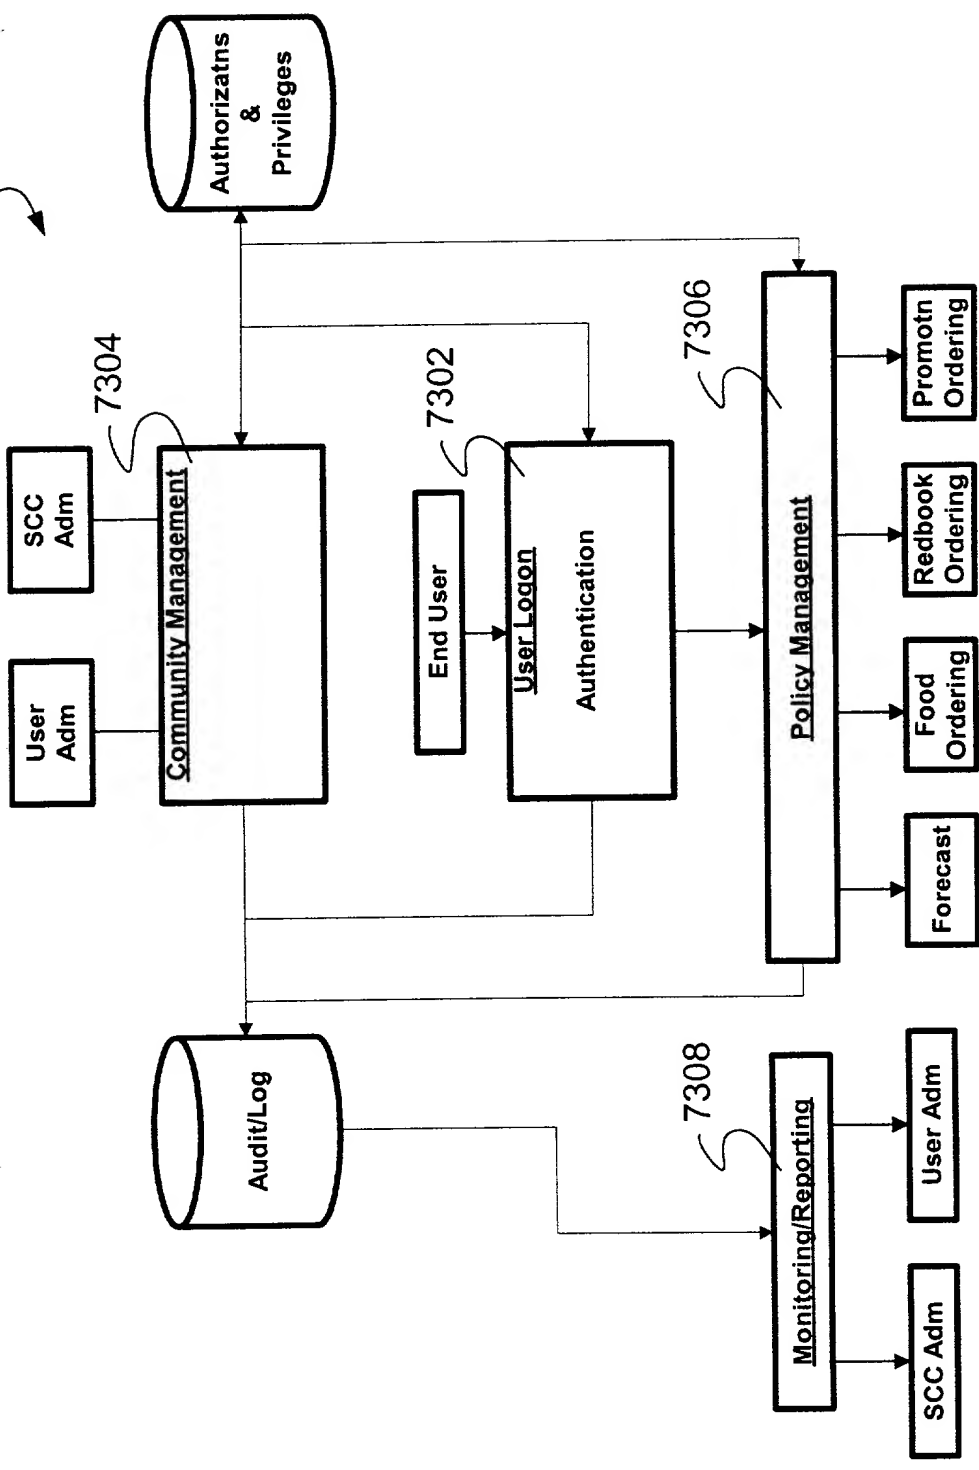 User
Adm
SCC
Adm
7304
Community Management
Audit/Log
Authorizatns
&
Privileges
End User
7302
User Logon
Authentication
7308
7306
Monitoring/Reporting
Policy Management
SCC Adm
User Adm
Forecast
Food
Ordering
Redbook
Ordering
Promotn
Ordering